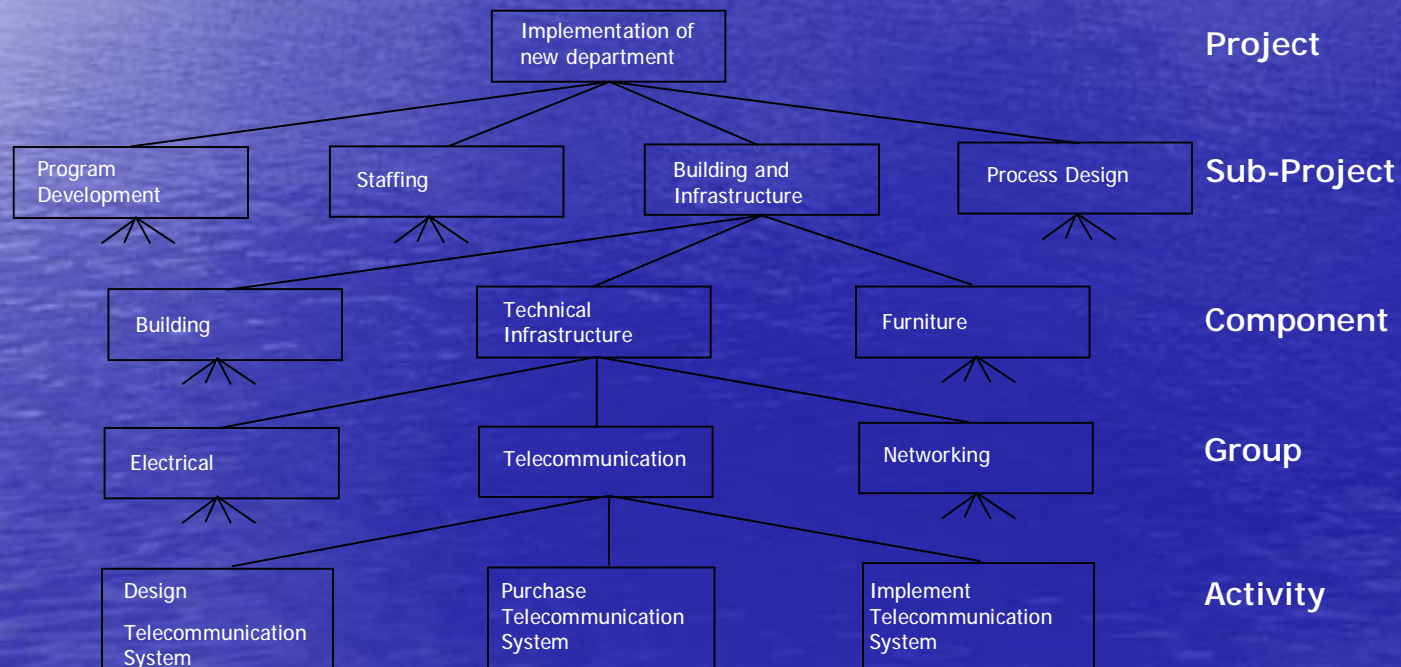 Implementation of
new department
Project
Program
Development
Staffing
Building and
Infrastructure
Process Design
Sub-Project
Building
Technical
Infrastructure
Furniture
Component
Electrical
Telecommunication
Networking
Group
Design
Telecommunication
System
Purchase
Telecommunication
System
Implement
Telecommunication
System
Activity